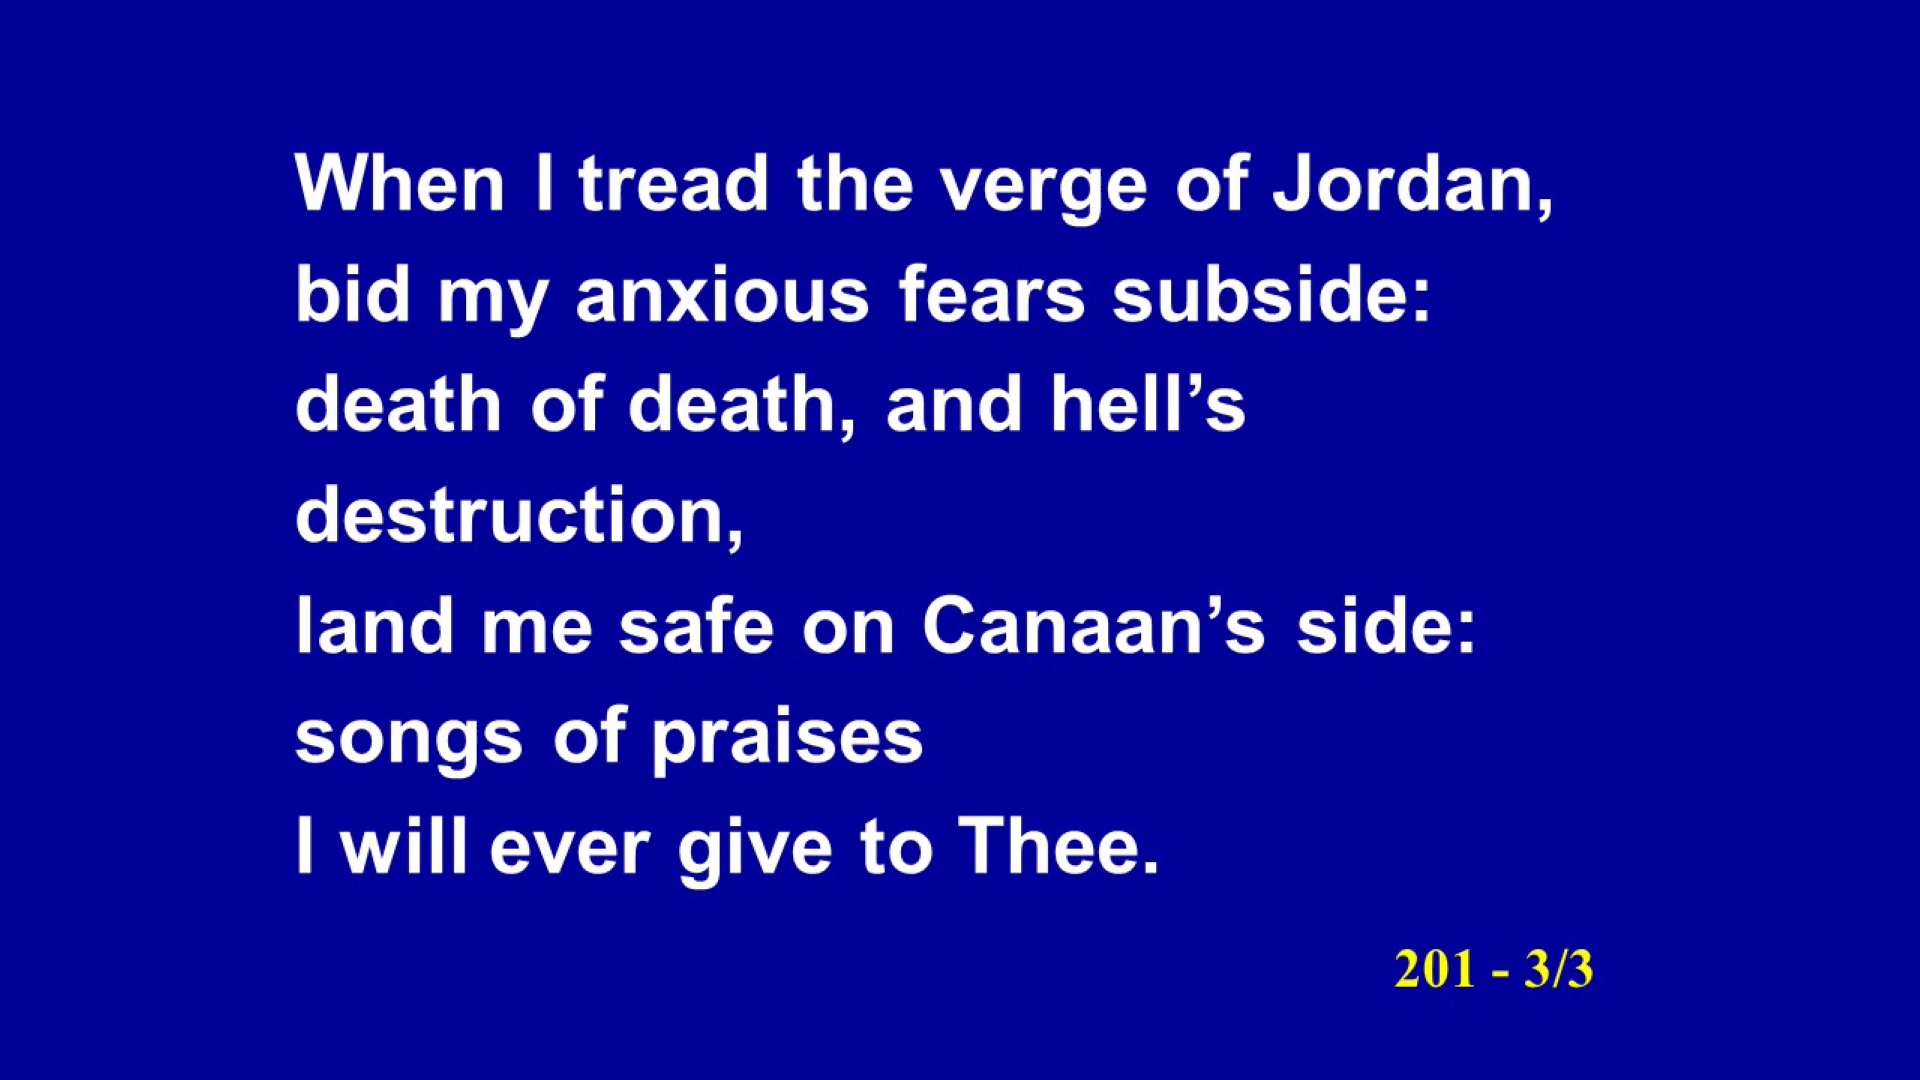 When I tread the verge of Jordan,
bid my anxious fears subside:
death of death, and hell’s
destruction,
land me safe on Canaan’s side:
songs of praises
I will ever give to Thee.
201 - 3/3